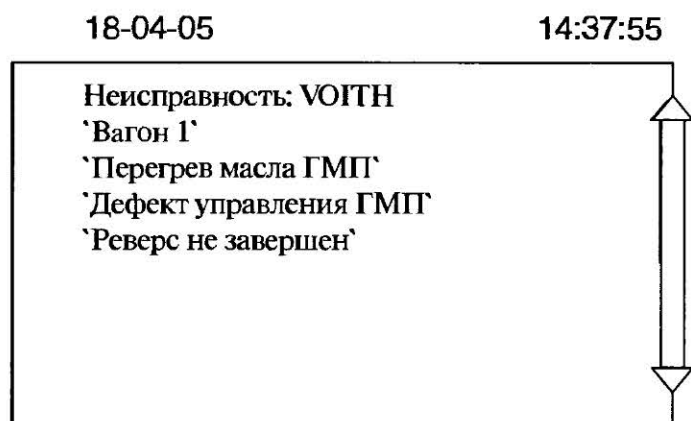 18-04-05 14:37:55
Неисправность: VOITH
`Вагон 1`
`Перегрев масла ГМП`
`Дефект управления ГМП`
`Реверс не завершен`